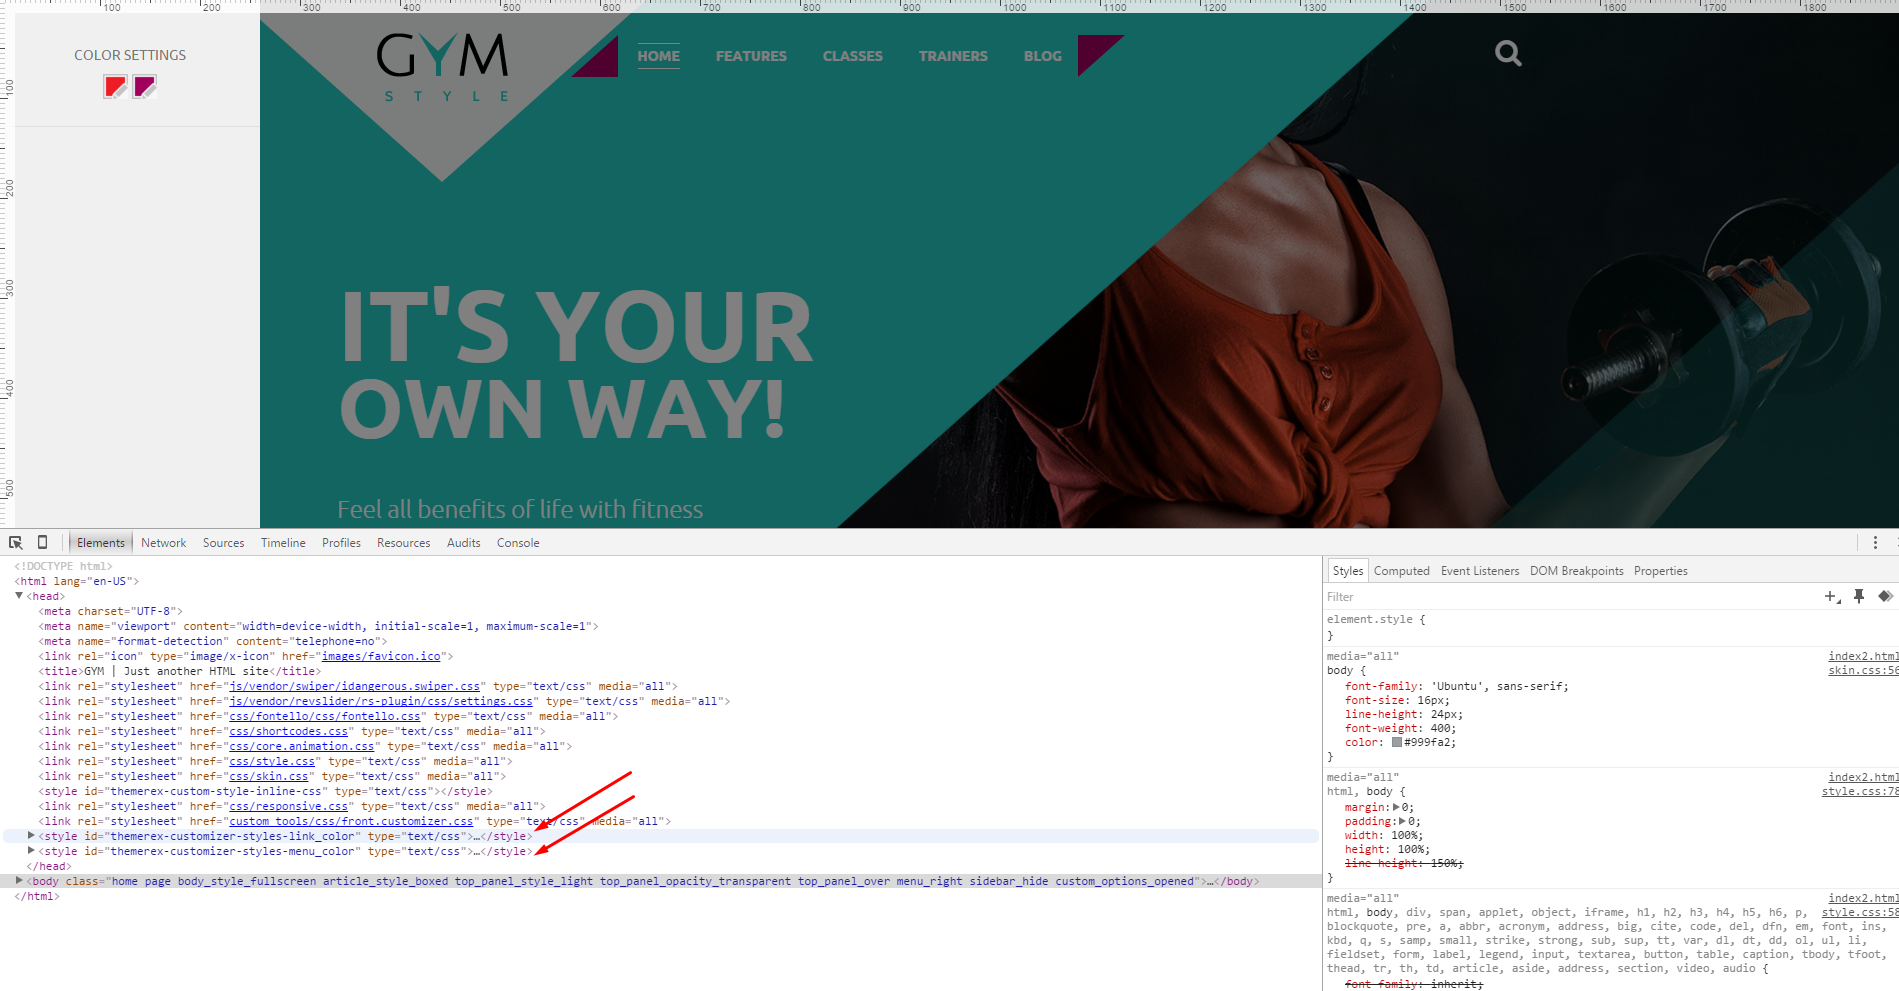 100 200 300 400 500 600 700 800 900 1000 1100 1200 1300 1400 1500 1600 1700 1800
100
200
300
400
500
COLOR SETTINGS
GYM
STYLE
HOME FEATURES CLASSES TRAINERS BLOG
IT'S YOUR
OWN WAY!
Feel all benefits of life with fitness
Elements Network Sources Timeline Profiles Resources Audits Console
<!DOCTYPE html>
<html lang="en-US">
<head>
<meta charset="UTF-8">
<meta name="viewport" content="width=device-width, initial-scale=1, maximum-scale=1">
<meta name="format-detection" content="telephone=no">
<link rel="icon" type="image/x-icon" href="images/favicon.ico">
<title>GYM | Just another HTML site</title>
<link rel="stylesheet" href="js/vendor/swiper/idangerous.swiper.css" type="text/css" media="all">
<link rel="stylesheet" href="js/vendor/revslider/rs-plugin/css/settings.css" type="text/css" media="all">
<link rel="stylesheet" href="css/fontello/css/fontello.css" type="text/css" media="all">
<link rel="stylesheet" href="css/shortcodes.css" type="text/css" media="all">
<link rel="stylesheet" href="css/core.animation.css" type="text/css" media="all">
<link rel="stylesheet" href="css/style.css" type="text/css" media="all">
<link rel="stylesheet" href="css/skin.css" type="text/css" media="all">
<style id="themerex-custom-style-inline-css" type="text/css"></style>
<link rel="stylesheet" href="css/responsive.css" type="text/css" media="all">
<link rel="stylesheet" href="custom_tools/css/front.customizer.css" type="text/css" media="all">
<style id="themerex-customizer-styles-link_color" type="text/css">…</style>
<style id="themerex-customizer-styles-menu_color" type="text/css">…</style>
</head>
<body class="home page body_style_fullscreen article_style_boxed top_panel_style_light top_panel_opacity_transparent top_panel_over menu_right sidebar_hide custom_options_opened">…</body>
</html>
Styles Computed Event Listeners DOM Breakpoints Properties
Filter
element.style {
}
media="all" index2.html
body { skin.css:56
font-family: 'Ubuntu', sans-serif;
font-size: 16px;
line-height: 24px;
font-weight: 400;
color: #999fa2;
}
media="all" index2.html
html, body { style.css:78
margin: 0;
padding: 0;
width: 100%;
height: 100%;
line-height: 150%;
}
media="all" index2.html
html, body, div, span, applet, object, iframe, h1, h2, h3, h4, h5, h6, p, style.css:58
blockquote, pre, a, abbr, acronym, address, big, cite, code, del, dfn, em, font, ins,
kbd, q, s, samp, small, strike, strong, sub, sup, tt, var, dl, dt, dd, ol, ul, li,
fieldset, form, label, legend, input, textarea, button, table, caption, tbody, tfoot,
thead, tr, th, td, article, aside, address, section, video, audio {
font-family: inherit;